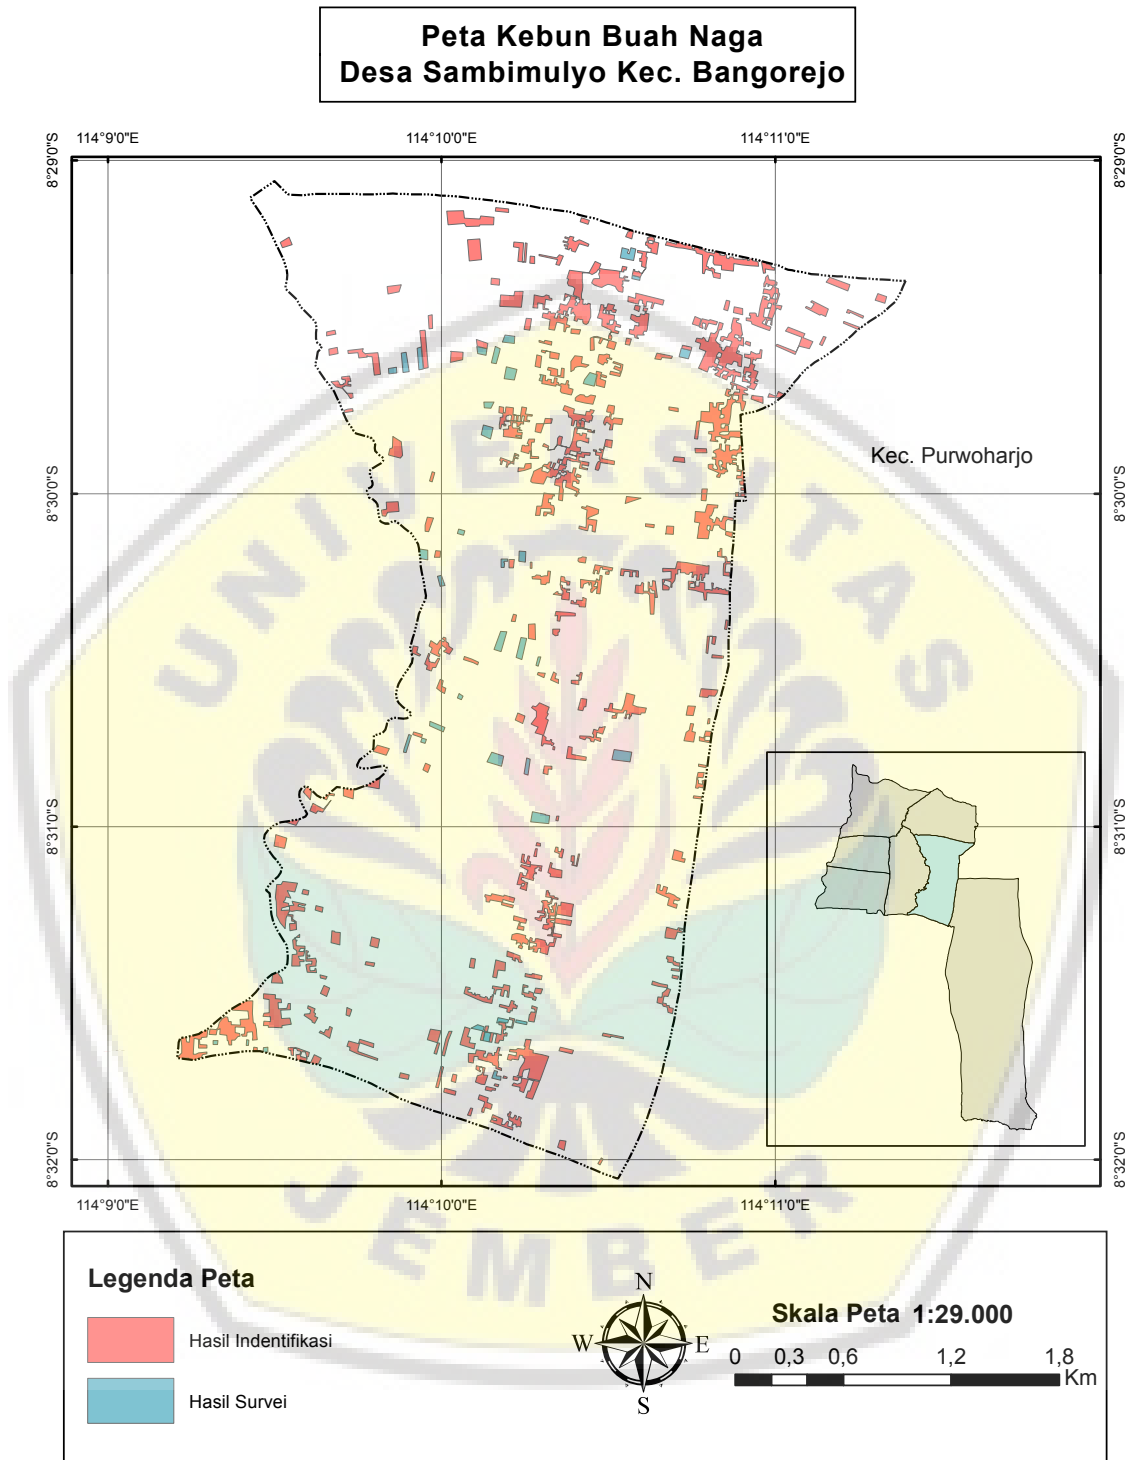 Peta Kebun Buah Naga
Desa Sambimulyo Kec. Bangorejo
114°9'0"E 114°10'0"E 114°11'0"E
8°29'0"S 8°29'0"S
Kec. Purwoharjo
8°30'0"S 8°30'0"S
8°31'0"S 8°31'0"S
8°32'0"S 8°32'0"S
114°9'0"E 114°10'0"E 114°11'0"E
UNIVERSITAS
JEMBER
Legenda Peta
Hasil Indentifikasi
Hasil Survei
N
W E
S
Skala Peta 1:29.000
0 0,3 0,6 1,2 1,8
Km